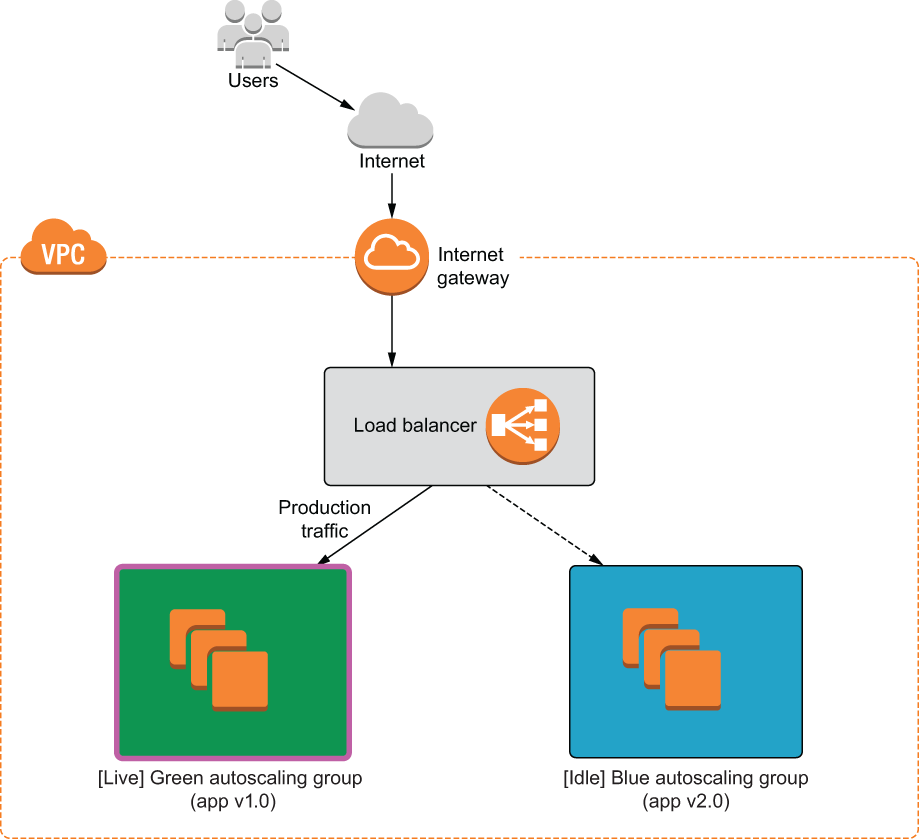 Users
Internet
VPC
Internet
gateway
Load balancer
Production
traffic
[Live] Green autoscaling group
(app v1.0)
[Idle] Blue autoscaling group
(app v2.0)